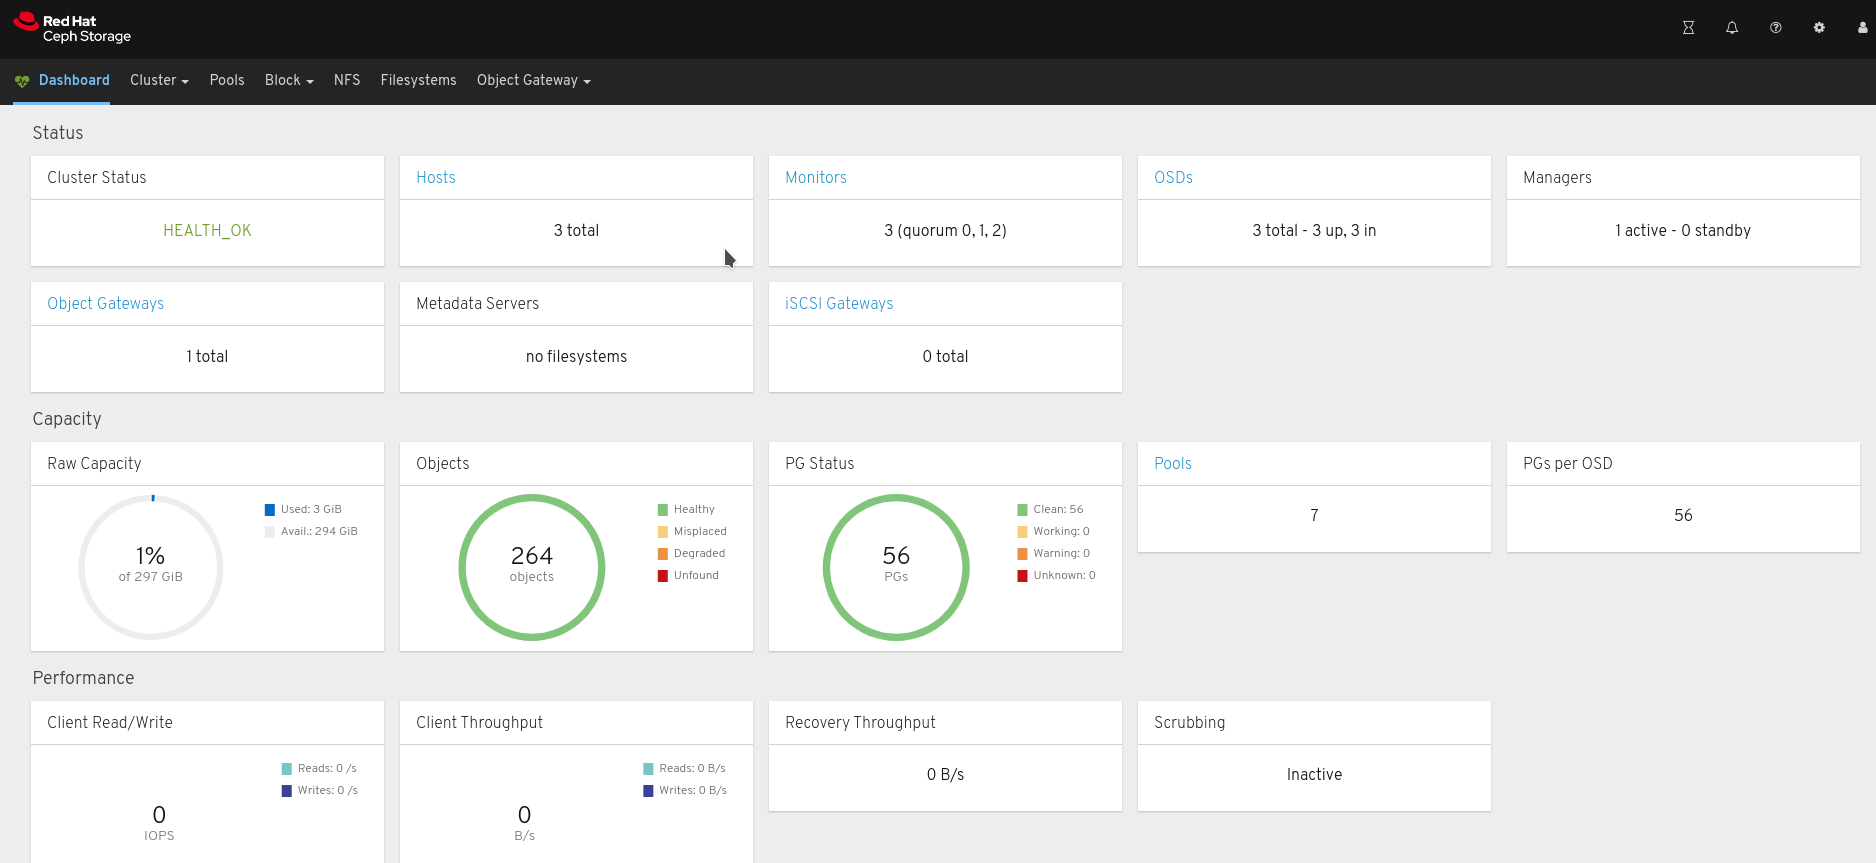 Red Hat
Ceph Storage
Dashboard Cluster Pools Block NFS Filesystems Object Gateway
Status
Cluster Status
HEALTH_OK
Hosts
3 total
Monitors
3 (quorum 0, 1, 2)
OSDs
3 total - 3 up, 3 in
Managers
1 active - 0 standby
Object Gateways
1 total
Metadata Servers
no filesystems
iSCSI Gateways
0 total
Capacity
Raw Capacity
1%
of 297 GiB
Used: 3 GiB
Avail.: 294 GiB
Objects
264
objects
Healthy
Misplaced
Degraded
Unfound
PG Status
56
PGs
Clean: 56
Working: 0
Warning: 0
Unknown: 0
Pools
7
PGs per OSD
56
Performance
Client Read/Write
Reads: 0 /s
Writes: 0 /s
0
IOPS
Client Throughput
Reads: 0 B/s
Writes: 0 B/s
0
B/s
Recovery Throughput
0 B/s
Scrubbing
Inactive